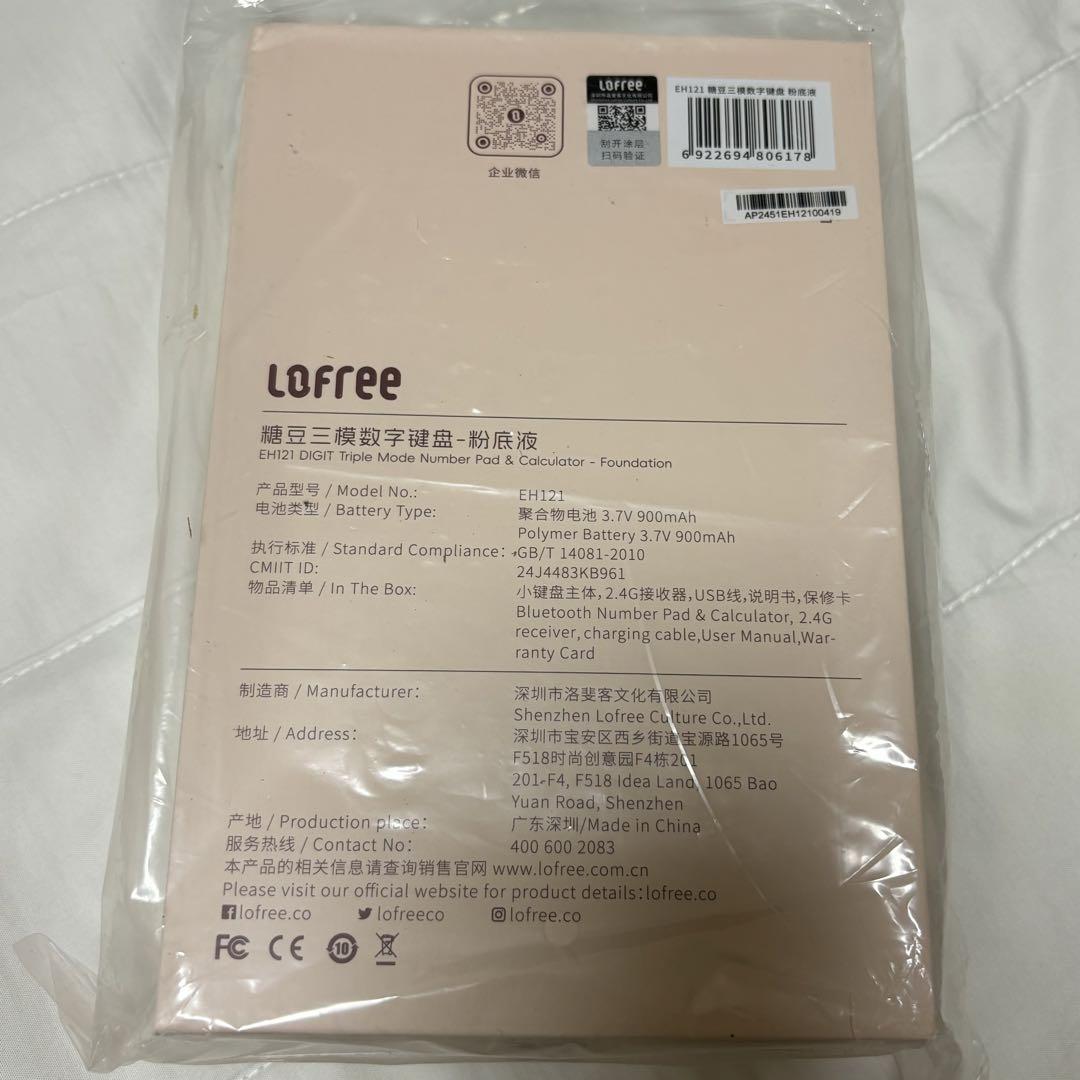 企业微信
Lofree
深圳市洛斐客文化有限公司
刮开涂层
扫码验证
EH121 糖豆三模数字键盘 粉底液
6 922694 806178
AP2451EH12100419
LOFree
糖豆三模数字键盘-粉底液
EH121 DIGIT Triple Mode Number Pad & Calculator - Foundation
产品型号 / Model No.: EH121
电池类型 / Battery Type: 聚合物电池 3.7V 900mAh
Polymer Battery 3.7V 900mAh
执行标准 / Standard Compliance: GB/T 14081-2010
CMIIT ID: 24J4483KB961
物品清单 / In The Box: 小键盘主体,2.4G接收器,USB线,说明书,保修卡
Bluetooth Number Pad & Calculator, 2.4G
receiver, charging cable,User Manual,War-
ranty Card
制造商 / Manufacturer: 深圳市洛斐客文化有限公司
Shenzhen Lofree Culture Co.,Ltd.
地址 / Address: 深圳市宝安区西乡街道宝源路1065号
F518时尚创意园F4栋201
201-F4, F518 Idea Land, 1065 Bao
Yuan Road, Shenzhen
产地 / Production place: 广东深圳/Made in China
服务热线 / Contact No: 400 600 2083
本产品的相关信息请查询销售官网 www.lofree.com.cn
Please visit our official website for product details:lofree.co
lofree.co lofreeco lofree.co
FC CE 10